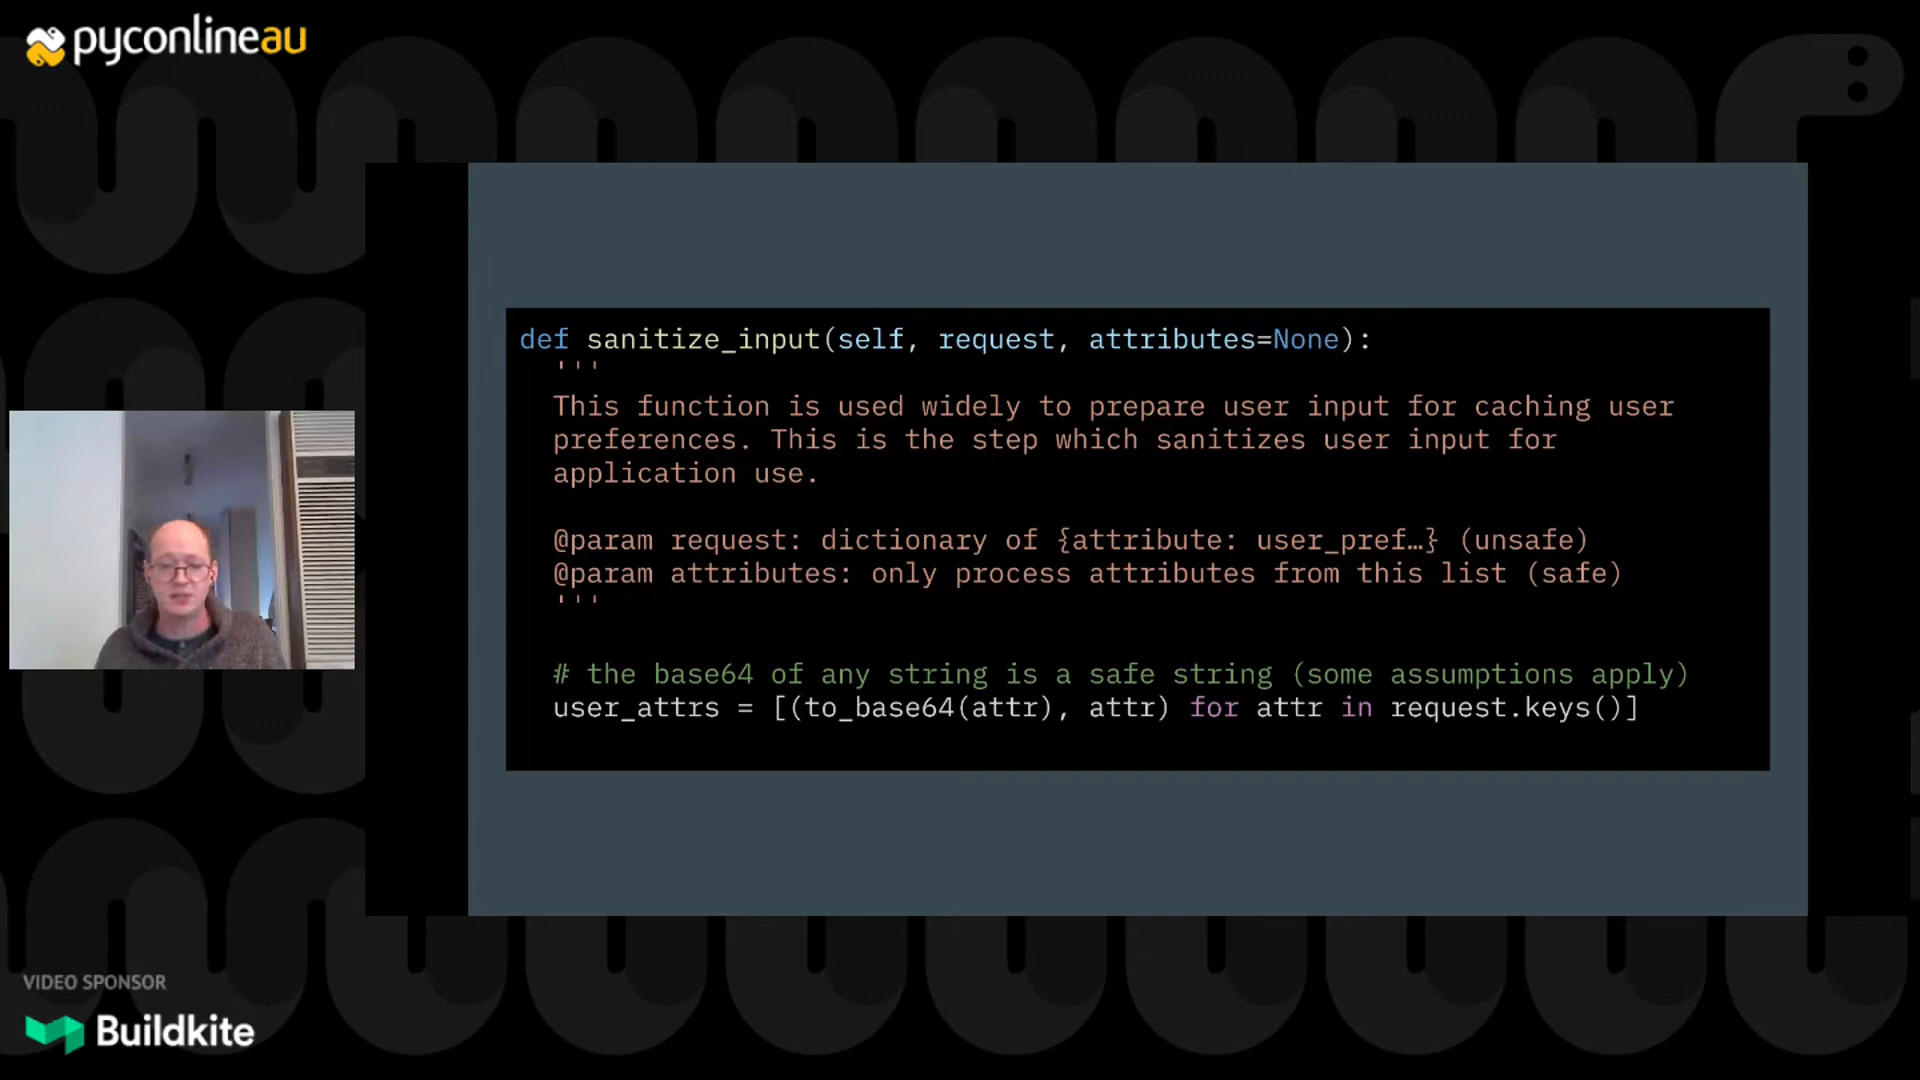 pyconlineau
def sanitize_input(self, request, attributes=None):
'''
This function is used widely to prepare user input for caching user
preferences. This is the step which sanitizes user input for
application use.
@param request: dictionary of {attribute: user_pref…} (unsafe)
@param attributes: only process attributes from this list (safe)
'''
# the base64 of any string is a safe string (some assumptions apply)
user_attrs = [(to_base64(attr), attr) for attr in request.keys()]
VIDEO SPONSOR
Buildkite